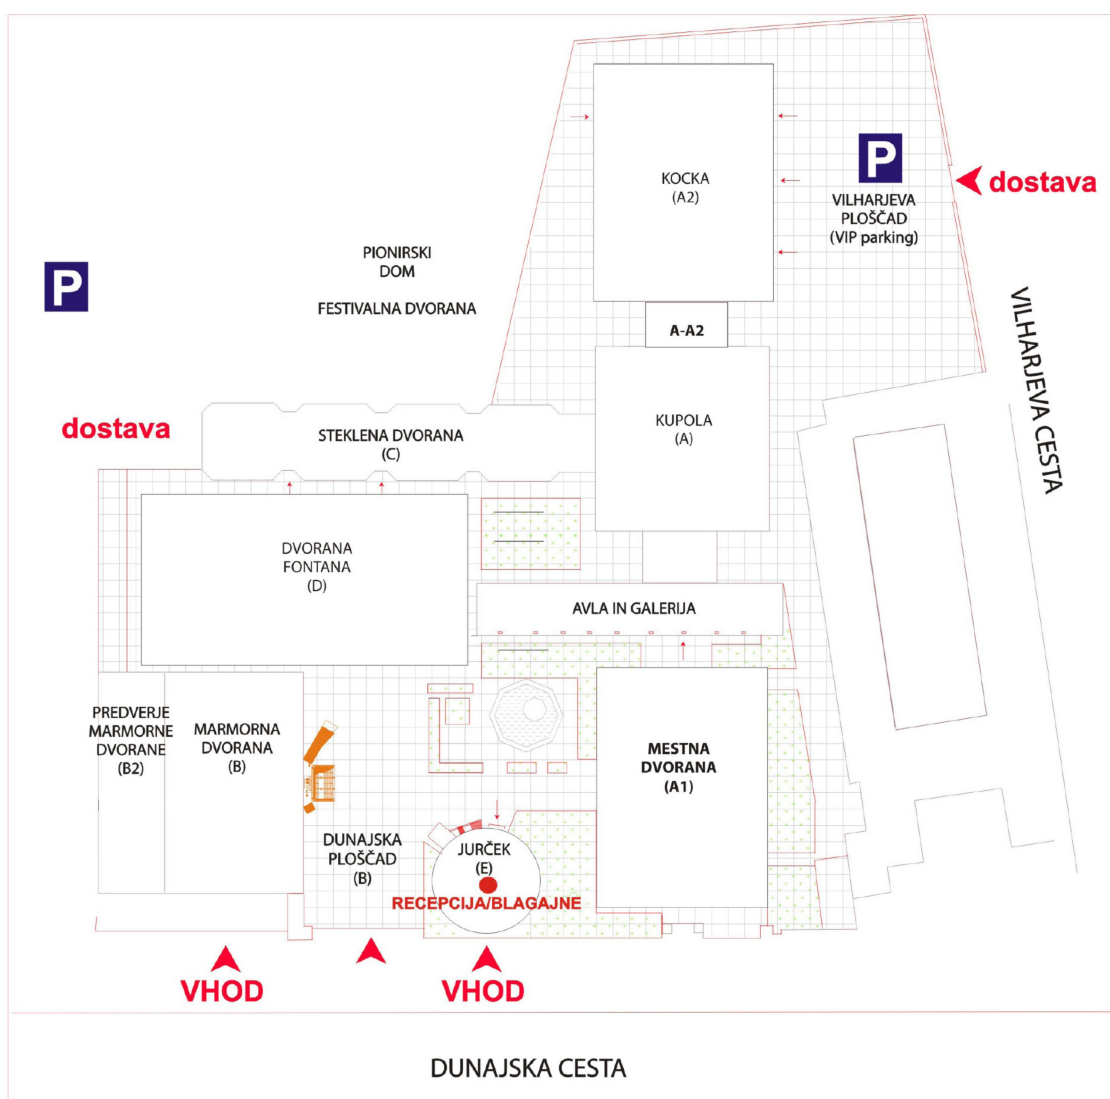 KOCKA
(A2)
P
VILHARJEVA
PLOŠČAD
(VIP parking)
dostava
PIONIRSKI
DOM
FESTIVALNA DVORANA
P
A-A2
VILHARJEVA CESTA
KUPOLA
(A)
dostava
STEKLENA DVORANA
(C)
DVORANA
FONTANA
(D)
AVLA IN GALERIJA
PREDVERJE
MARMORNE
DVORANE
(B2)
MARMORNA
DVORANA
(B)
MESTNA
DVORANA
(A1)
DUNAJSKA
PLOŠČAD
(B)
JURČEK
(E)
RECEPCIJA/BLAGAJNE
VHOD
VHOD
DUNAJSKA CESTA